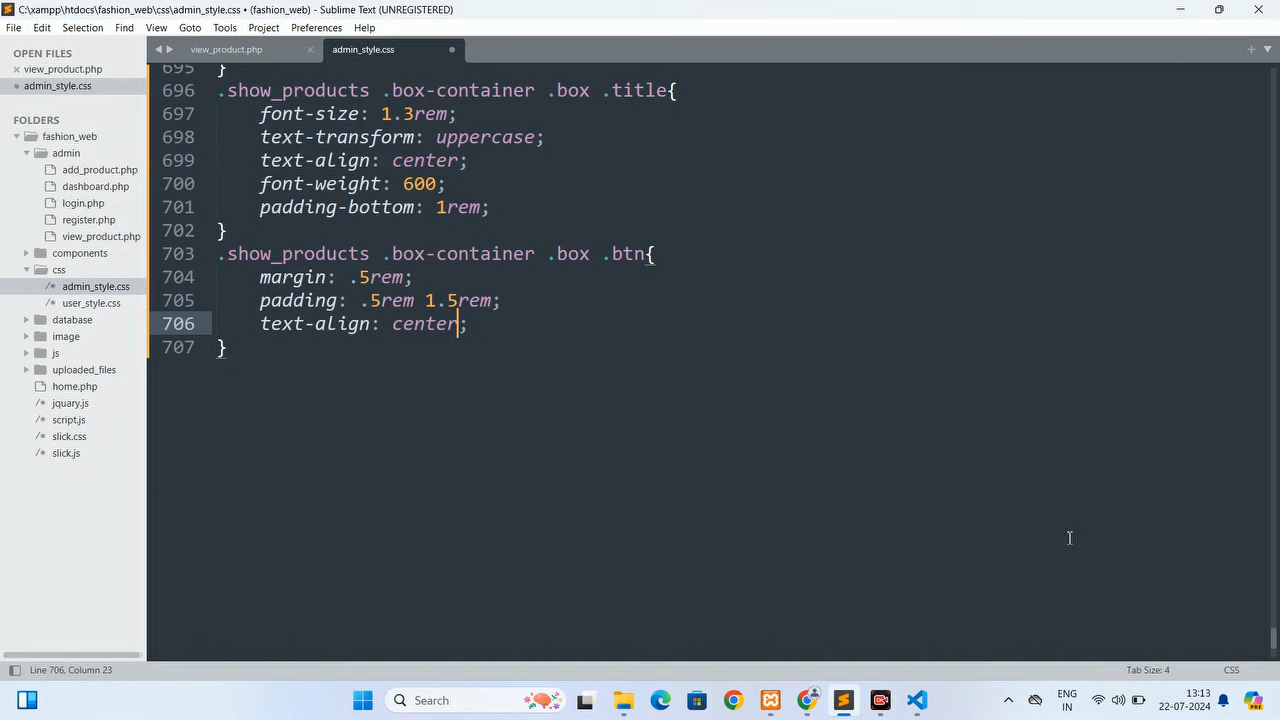 C:\xampp\htdocs\fashion_web\css\admin_style.css • (fashion_web) - Sublime Text (UNREGISTERED)
File Edit Selection Find View Goto Tools Project Preferences Help
OPEN FILES
view_product.php
admin_style.css
FOLDERS
fashion_web
admin
add_product.php
dashboard.php
login.php
register.php
view_product.php
components
css
/* admin_style.css
/* user_style.css
database
image
js
uploaded_files
home.php
/* jquary.js
/* script.js
/* slick.css
/* slick.js
view_product.php
admin_style.css
695 }
696 .show_products .box-container .box .title{
697 font-size: 1.3rem;
698 text-transform: uppercase;
699 text-align: center;
700 font-weight: 600;
701 padding-bottom: 1rem;
702 }
703 .show_products .box-container .box .btn{
704 margin: .5rem;
705 padding: .5rem 1.5rem;
706 text-align: center;
707 }
Line 706, Column 23
Tab Size: 4
CSS
Search
ENG
IN
13:13
22-07-2024
PRE